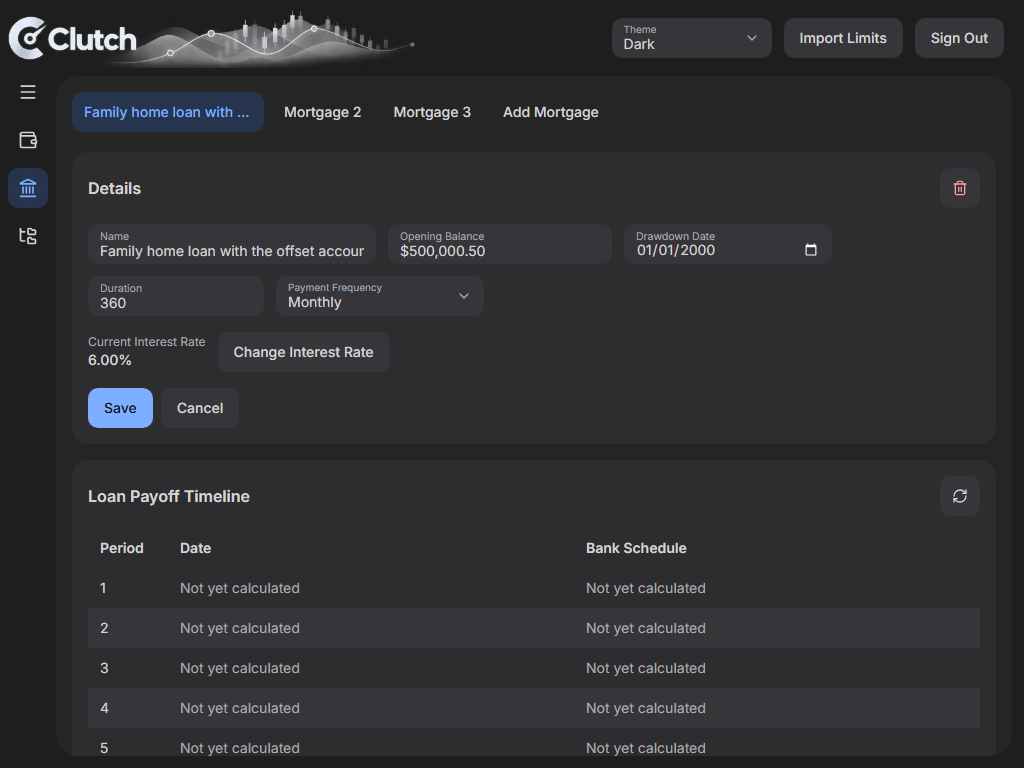 Clutch
Theme
Dark
Import Limits
Sign Out
Family home loan with ...
Mortgage 2
Mortgage 3
Add Mortgage
Details
Name
Family home loan with the offset accour
Opening Balance
$500,000.50
Drawdown Date
01/01/2000
Duration
360
Payment Frequency
Monthly
Current Interest Rate
6.00%
Change Interest Rate
Save
Cancel
Loan Payoff Timeline
Period Date Bank Schedule
1 Not yet calculated Not yet calculated
2 Not yet calculated Not yet calculated
3 Not yet calculated Not yet calculated
4 Not yet calculated Not yet calculated
5 Not yet calculated Not yet calculated